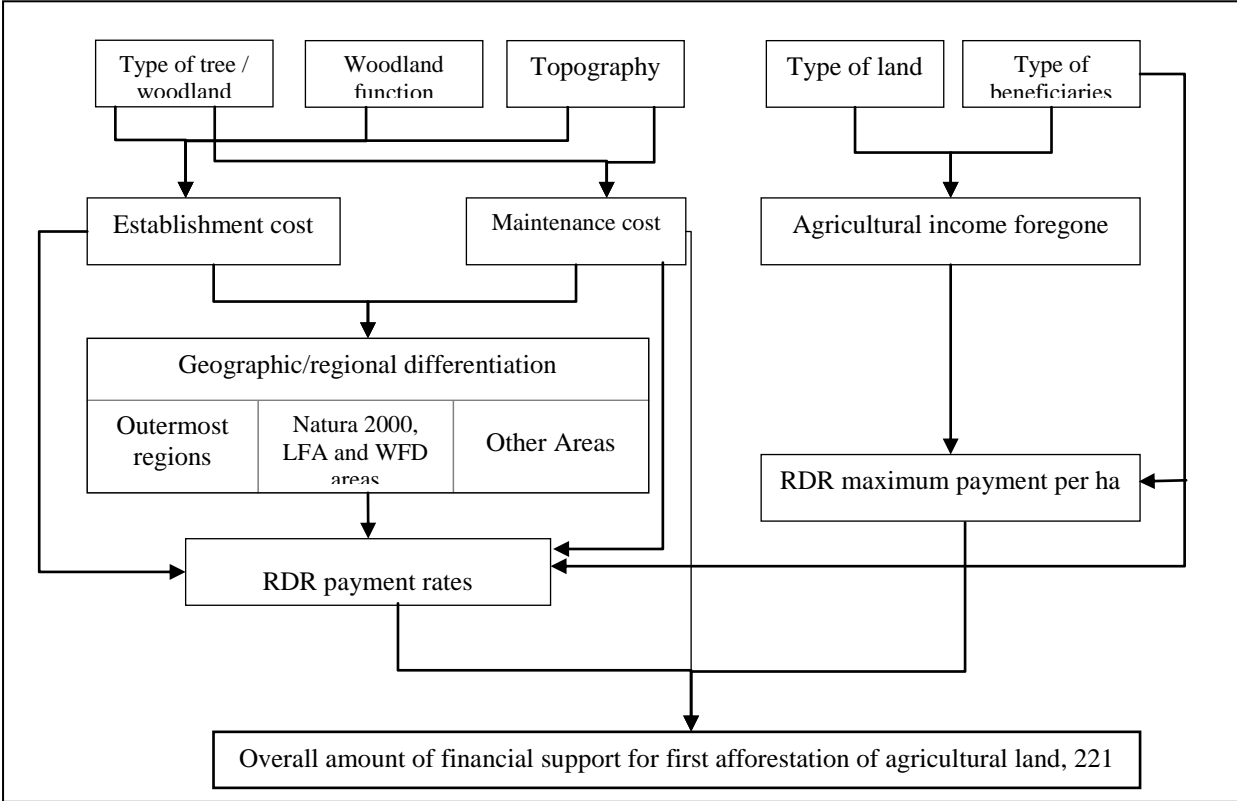 Type of tree /
woodland
Woodland
function
Topography
Type of land
Type of
beneficiaries
Establishment cost
Maintenance cost
Agricultural income foregone
Geographic/regional differentiation
Outermost
regions
Natura 2000,
LFA and WFD
areas
Other Areas
RDR maximum payment per ha
RDR payment rates
Overall amount of financial support for first afforestation of agricultural land, 221